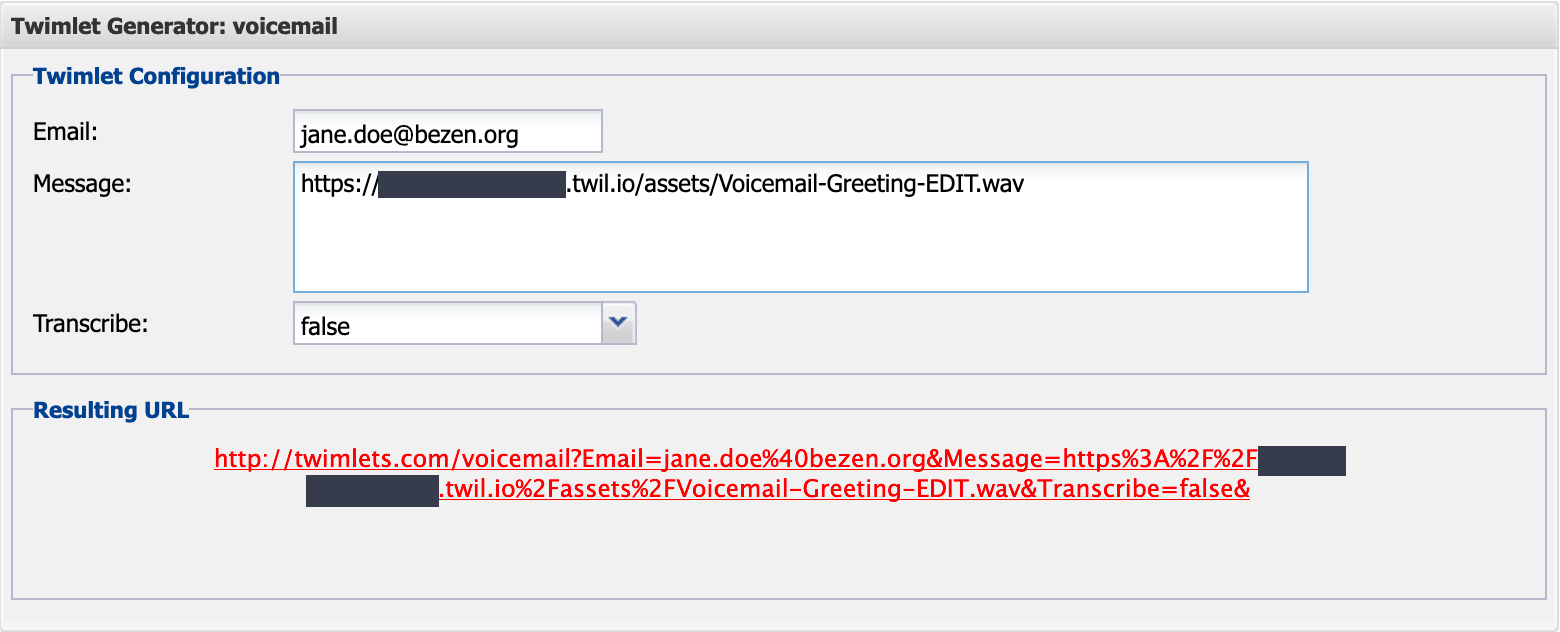 Twimlet Generator: voicemail
Twimlet Configuration
Email: jane.doe@bezen.org
Message: https:// .twil.io/assets/Voicemail-Greeting-EDIT.wav
Transcribe: false
Resulting URL
http://twimlets.com/voicemail?Email=jane.doe%40bezen.org&Message=https%3A%2F%2F
.twil.io%2Fassets%2FVoicemail-Greeting-EDIT.wav&Transcribe=false&